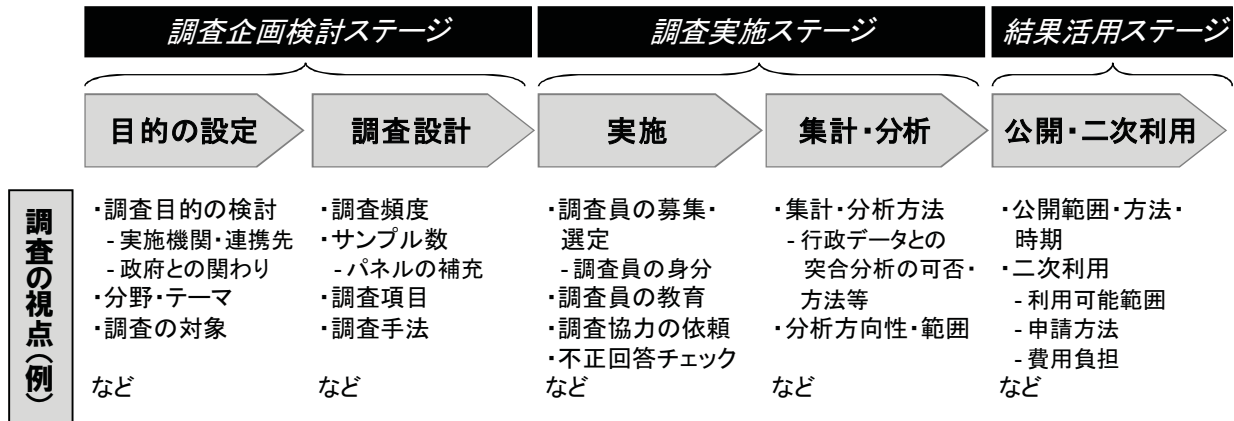 調査企画検討ステージ
調査実施ステージ
結果活用ステージ
目的の設定
調査設計
実施
集計・分析
公開・二次利用
調査の視点(例)
・調査目的の検討
- 実施機関・連携先
- 政府との関わり
・分野・テーマ
・調査の対象
など
・調査頻度
・サンプル数
- パネルの補充
・調査項目
・調査手法
など
・調査員の募集・
選定
- 調査員の身分
・調査員の教育
・調査協力の依頼
・不正回答チェック
など
・集計・分析方法
- 行政データとの
突合分析の可否・
方法等
・分析方向性・範囲
など
・公開範囲・方法・
時期
・二次利用
- 利用可能範囲
- 申請方法
- 費用負担
など